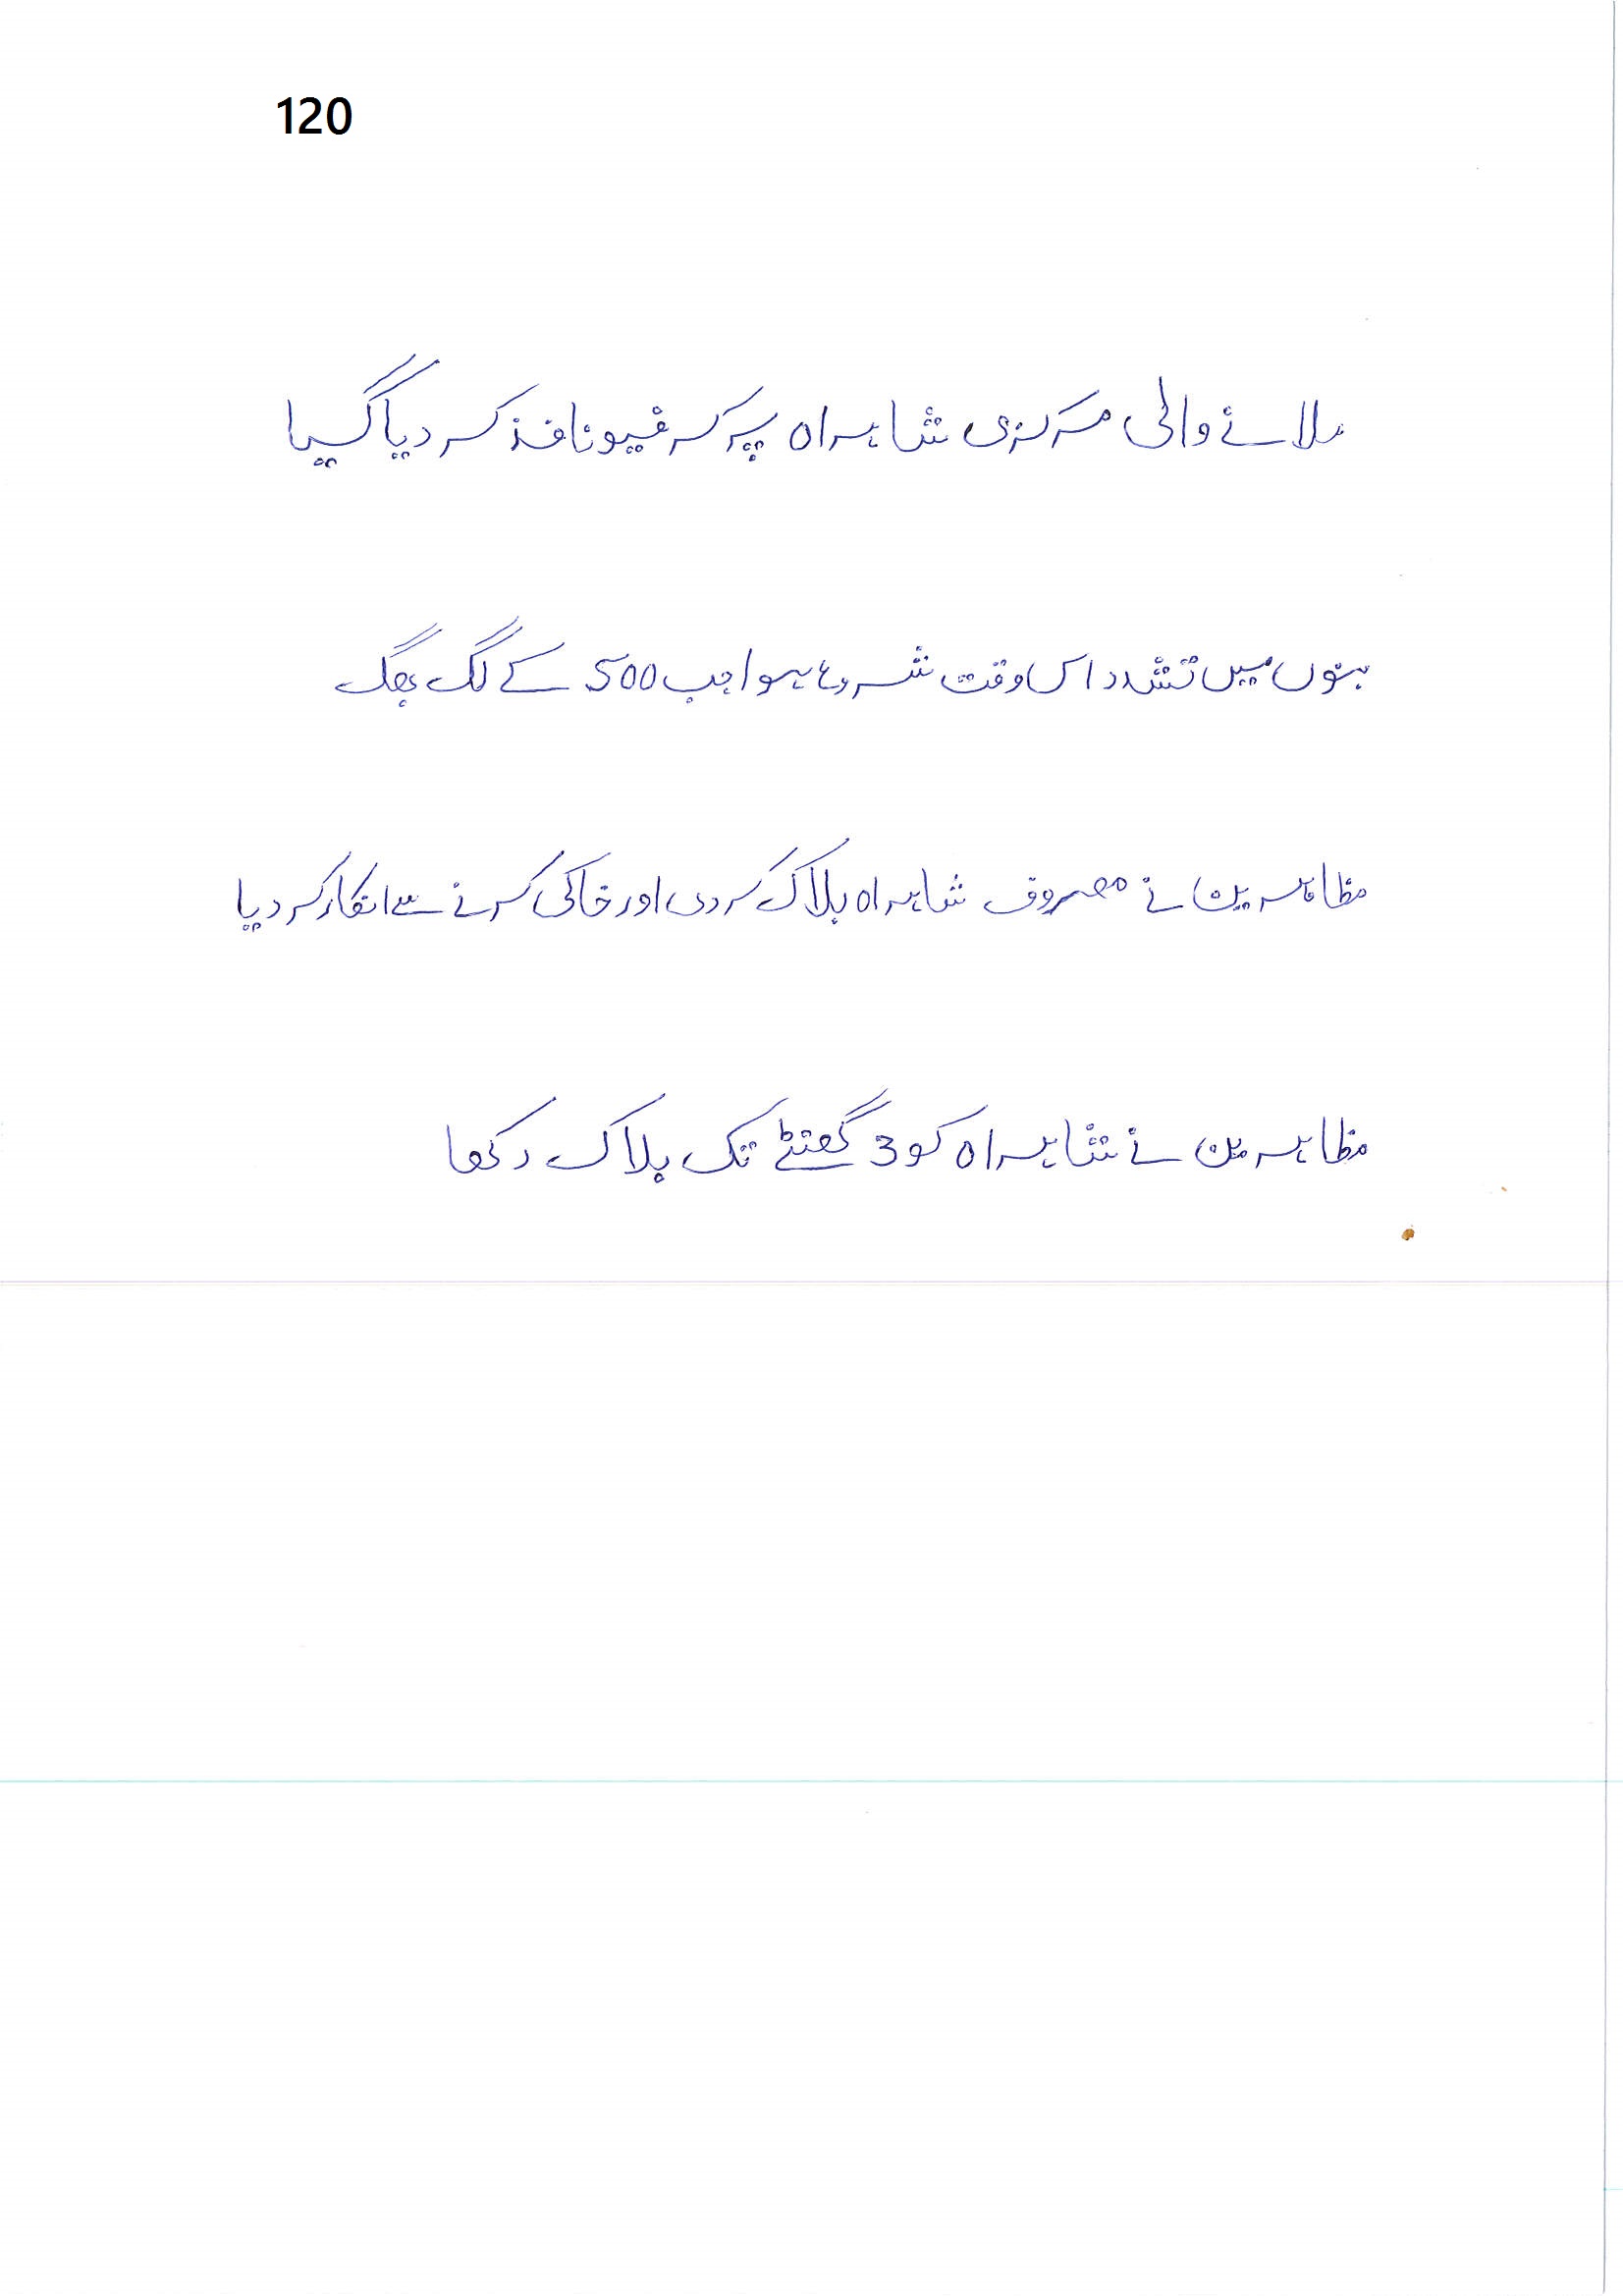 120
ملانے والی مرکزی شاہراہ پر کرفیو نافذ کر دیا گیا
بنوں میں تشدد اس وقت شروع ہوا جب 500 کے لگ بھگ
مظاہرین نے مصروف شاہراہ بلاک کر دی اور خالی کرنے سے انکار کر دیا
مظاہرین نے شاہراہ کو 3 گھنٹے تک بلاک رکھا